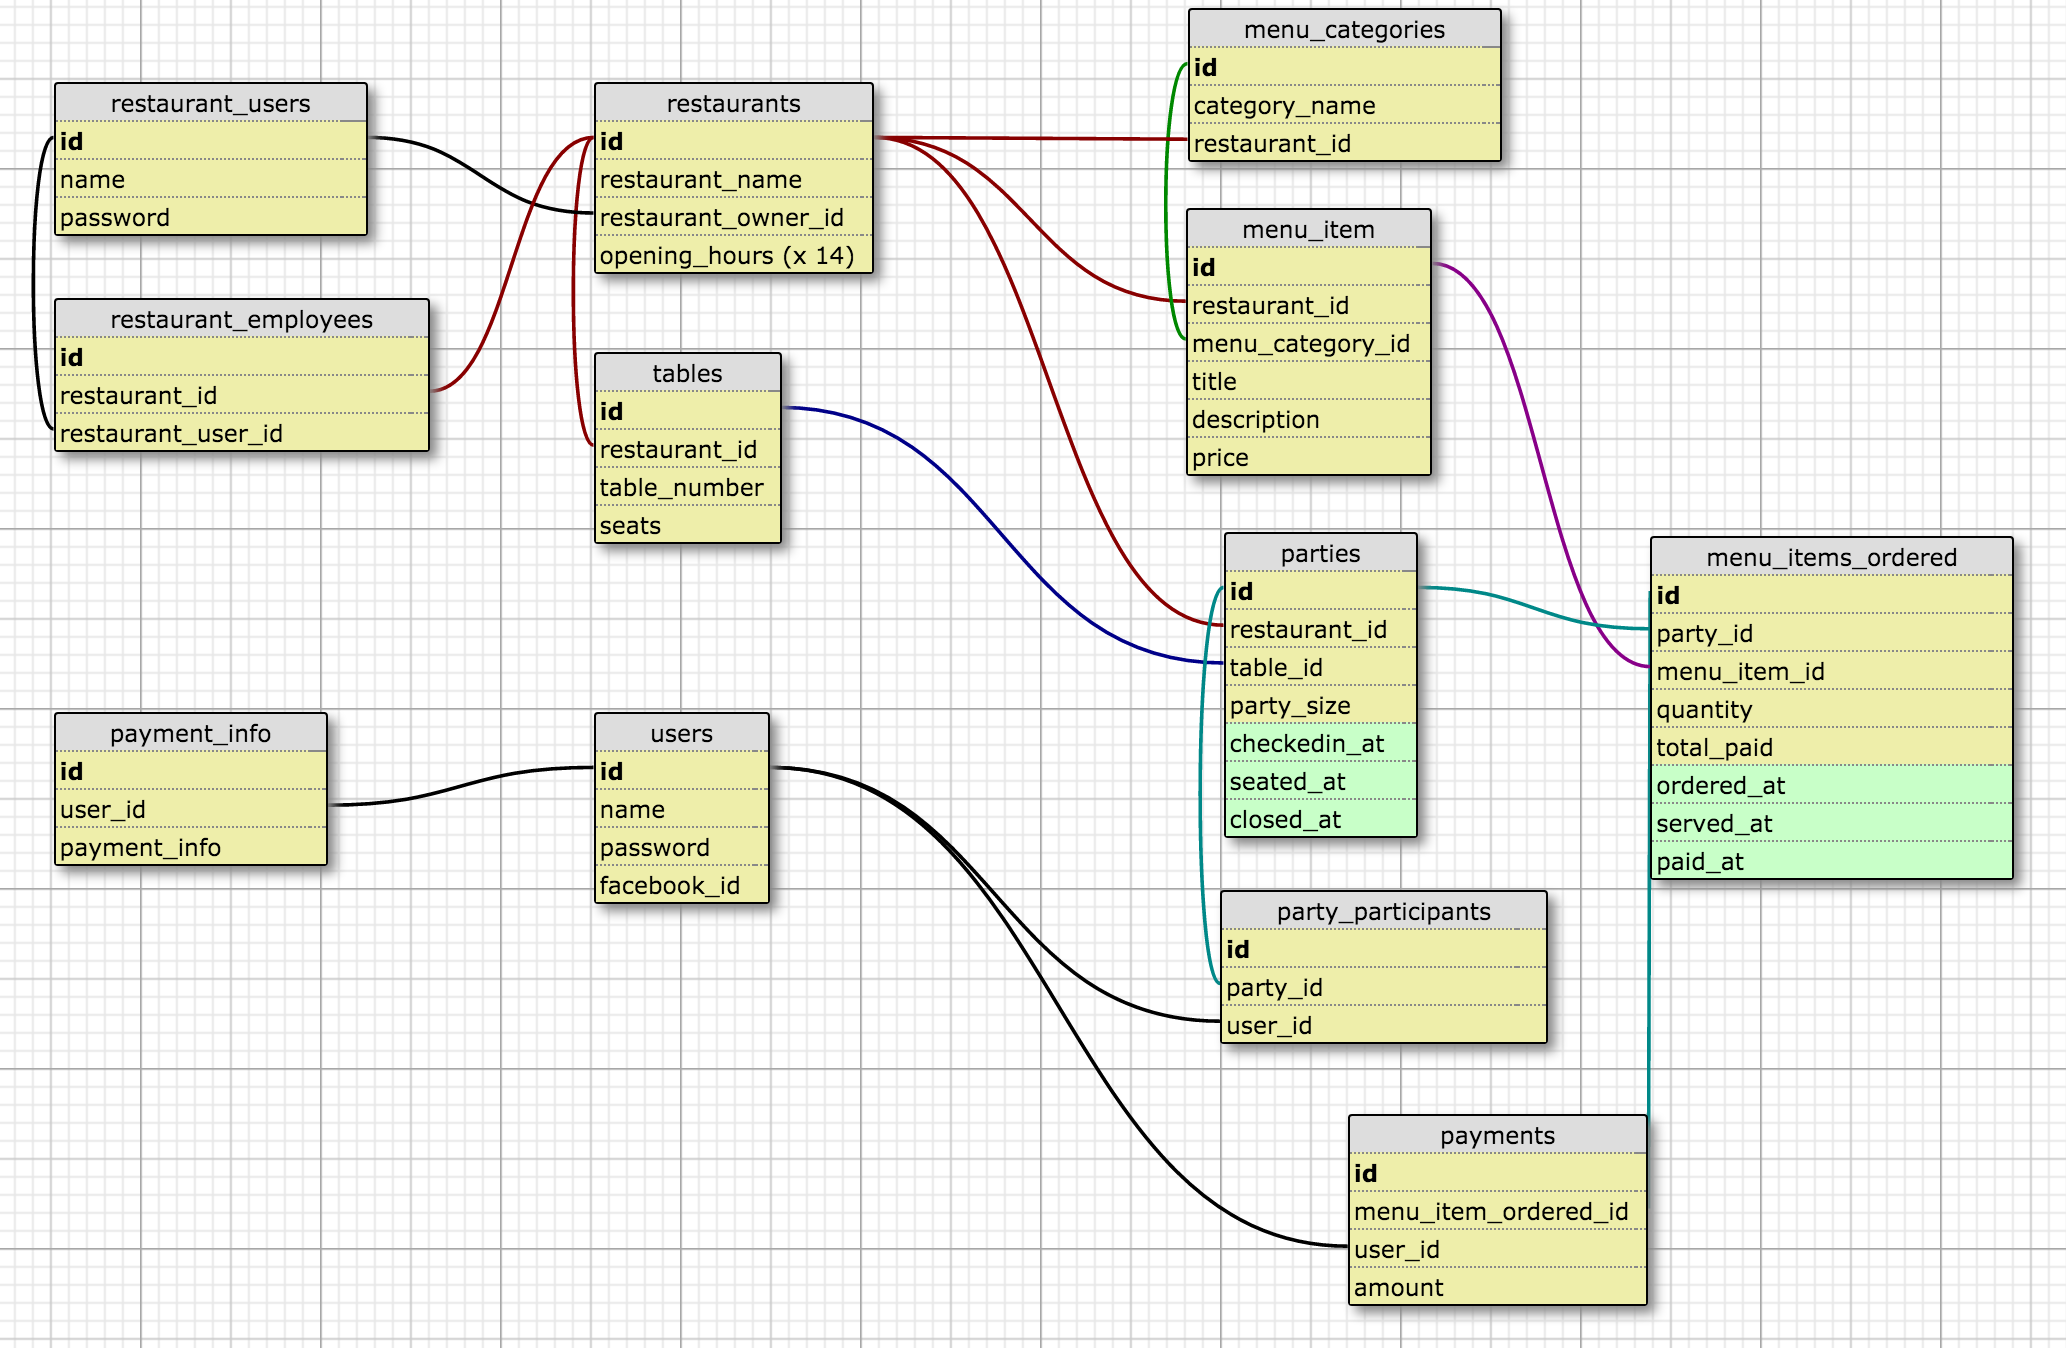 restaurant_users
id
name
password
restaurant_employees
id
restaurant_id
restaurant_user_id
restaurants
id
restaurant_name
restaurant_owner_id
opening_hours (x 14)
tables
id
restaurant_id
table_number
seats
menu_categories
id
category_name
restaurant_id
menu_item
id
restaurant_id
menu_category_id
title
description
price
parties
id
restaurant_id
table_id
party_size
checkedin_at
seated_at
closed_at
menu_items_ordered
id
party_id
menu_item_id
quantity
total_paid
ordered_at
served_at
paid_at
payment_info
id
user_id
payment_info
users
id
name
password
facebook_id
party_participants
id
party_id
user_id
payments
id
menu_item_ordered_id
user_id
amount